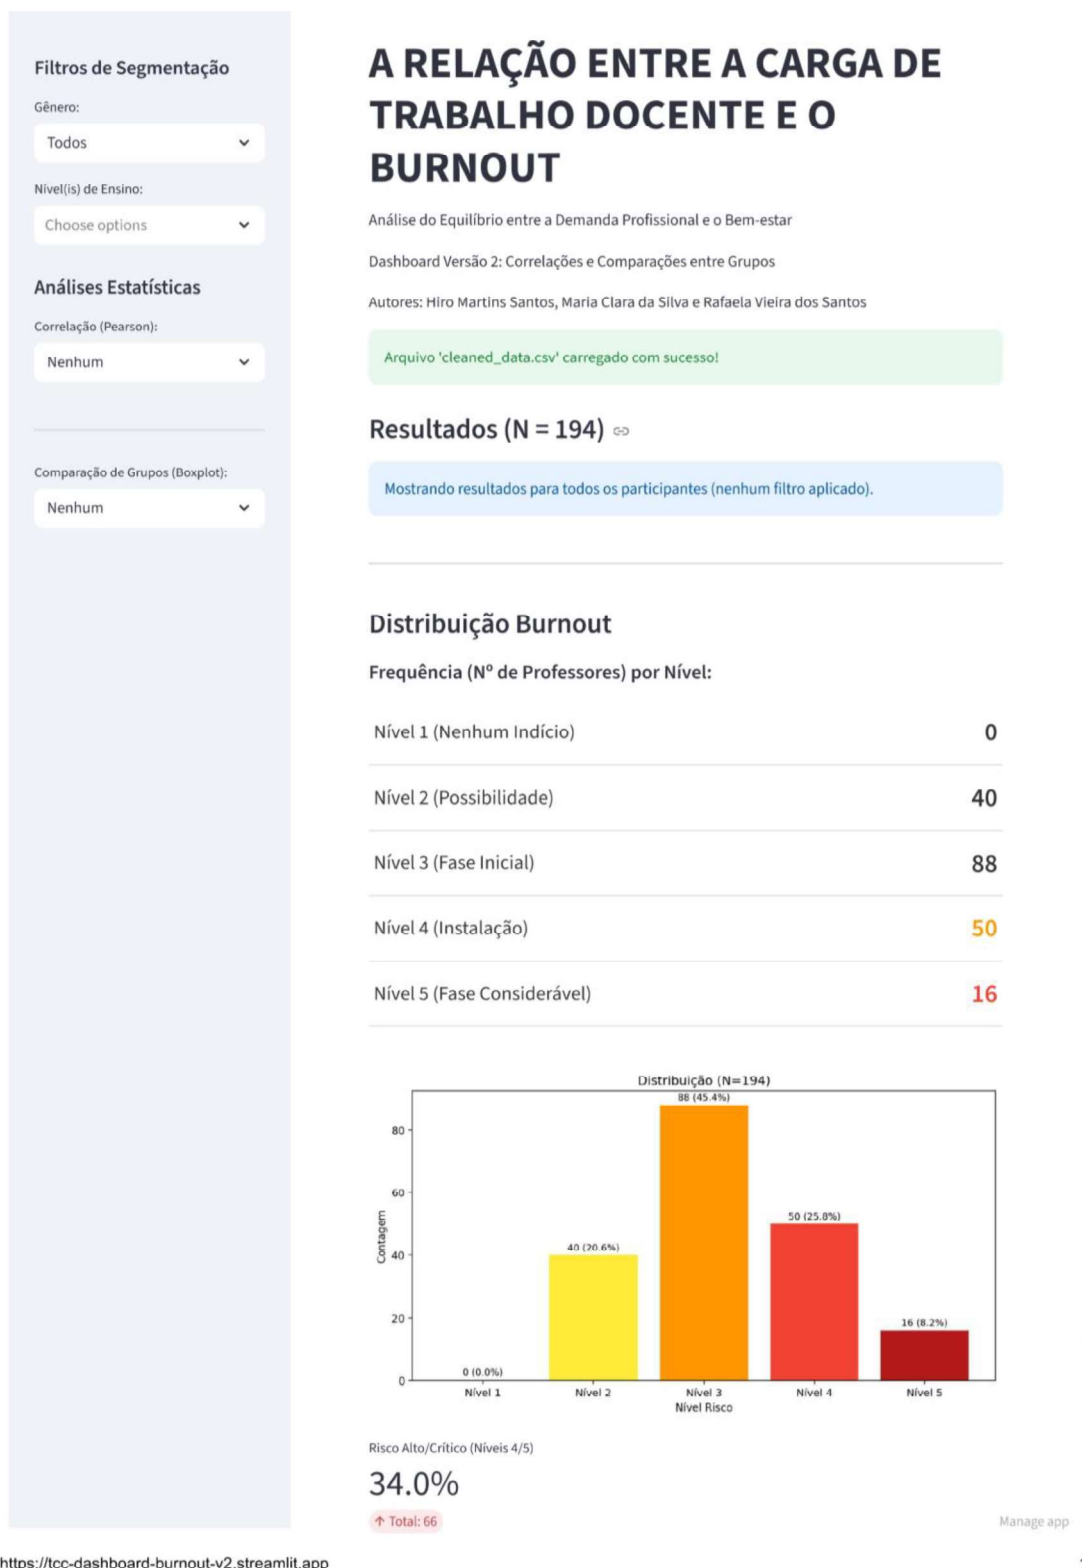 Filtros de Segmentação
Gênero:
Todos
Nível(is) de Ensino:
Choose options
Análises Estatísticas
Correlação (Pearson):
Nenhum
Comparação de Grupos (Boxplot):
Nenhum
A RELAÇÃO ENTRE A CARGA DE
TRABALHO DOCENTE E O
BURNOUT
Análise do Equilíbrio entre a Demanda Profissional e o Bem-estar
Dashboard Versão 2: Correlações e Comparações entre Grupos
Autores: Hiro Martins Santos, Maria Clara da Silva e Rafaela Vieira dos Santos
Arquivo 'cleaned_data.csv' carregado com sucesso!
Resultados (N = 194)
Mostrando resultados para todos os participantes (nenhum filtro aplicado).
Distribuição Burnout
Frequência (Nº de Professores) por Nível:
Nível 1 (Nenhum Indício) 0
Nível 2 (Possibilidade) 40
Nível 3 (Fase Inicial) 88
Nível 4 (Instalação) 50
Nível 5 (Fase Considerável) 16
Distribuição (N=194)
88 (45.4%)
80
60
50 (25.8%)
Contagem
40 (20.6%)
40
20
16 (8.2%)
0 (0.0%)
0
Nível 1 Nível 2 Nível 3 Nível 4 Nível 5
Nível Risco
Risco Alto/Crítico (Níveis 4/5)
34.0%
↑ Total: 66
Manage app
https://tcc-dashboard-burnout-v2.streamlit.app